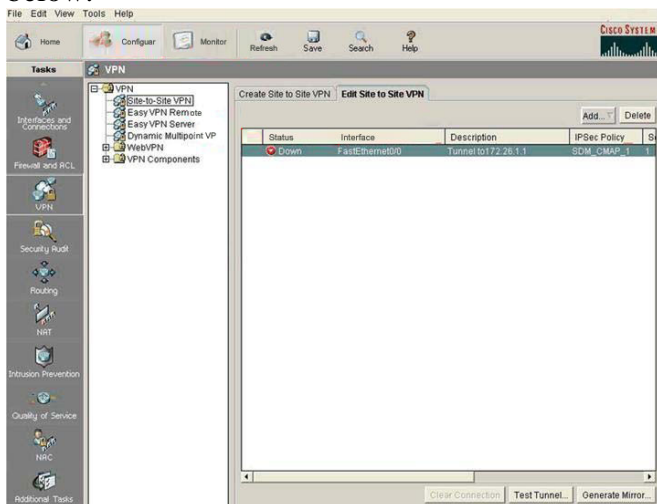 File Edit View Tools Help
Home Configuar Monitor Refresh Save Search Help
CISCO SYSTEM
Tasks
VPN
Interfaces and Connections
Firewall and ACL
VPN
Security Audit
Routing
NAT
Intrusion Prevention
Quality of Service
NAC
Additional Tasks
VPN
Site-to-Site VPN
Easy VPN Remote
Easy VPN Server
Dynamic Multipoint VP
WebVPN
VPN Components
Create Site to Site VPN Edit Site to Site VPN
Add... Delete
Status Interface Description IPSec Policy
Down FastEthernet0/0 Tunnel to172.26.1.1 SDM_CMAP_1 1
Clear Connection Test Tunnel... Generate Mirror...